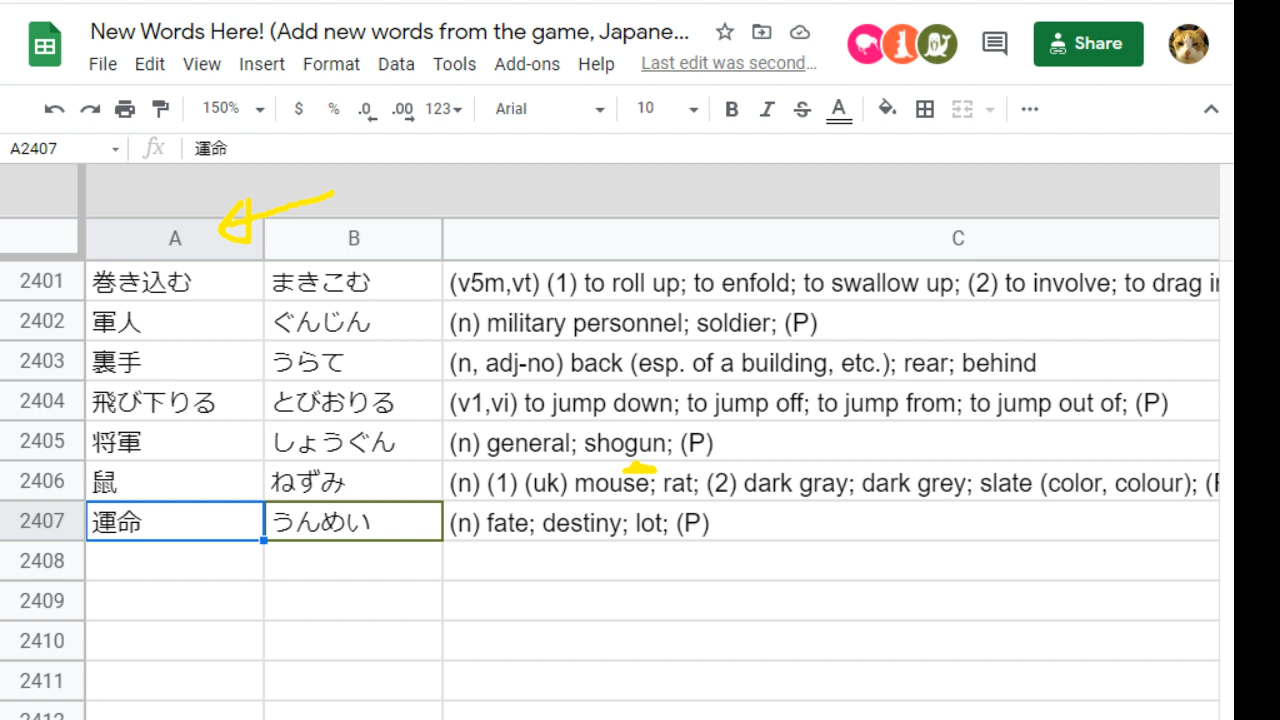 New Words Here! (Add new words from the game, Japane...
File Edit View Insert Format Data Tools Add-ons Help Last edit was second...
Share
150% $ % .0 .00 123 Arial 10 B I S A
A2407 fx 運命
A B C
2401 巻き込む まきこむ (v5m,vt) (1) to roll up; to enfold; to swallow up; (2) to involve; to drag
2402 軍人 ぐんじん (n) military personnel; soldier; (P)
2403 裏手 うらて (n, adj-no) back (esp. of a building, etc.); rear; behind
2404 飛び下りる とびおりる (v1,vi) to jump down; to jump off; to jump from; to jump out of; (P)
2405 将軍 しょうぐん (n) general; shogun; (P)
2406 鼠 ねずみ (n) (1) (uk) mouse; rat; (2) dark gray; dark grey; slate (color, colour);
2407 運命 うんめい (n) fate; destiny; lot; (P)
2408
2409
2410
2411
2412